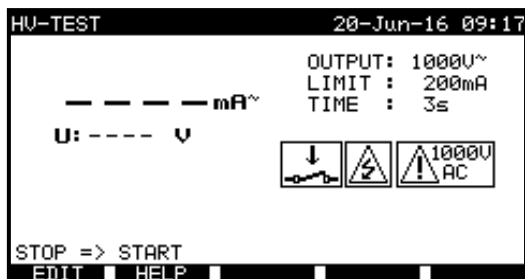 HV-TEST 20-Jun-16 09:17
OUTPUT: 1000V~
LIMIT : 200mA
TIME : 3s
– – – – mA~
U: ---- V
1000V
AC
STOP => START
EDIT HELP